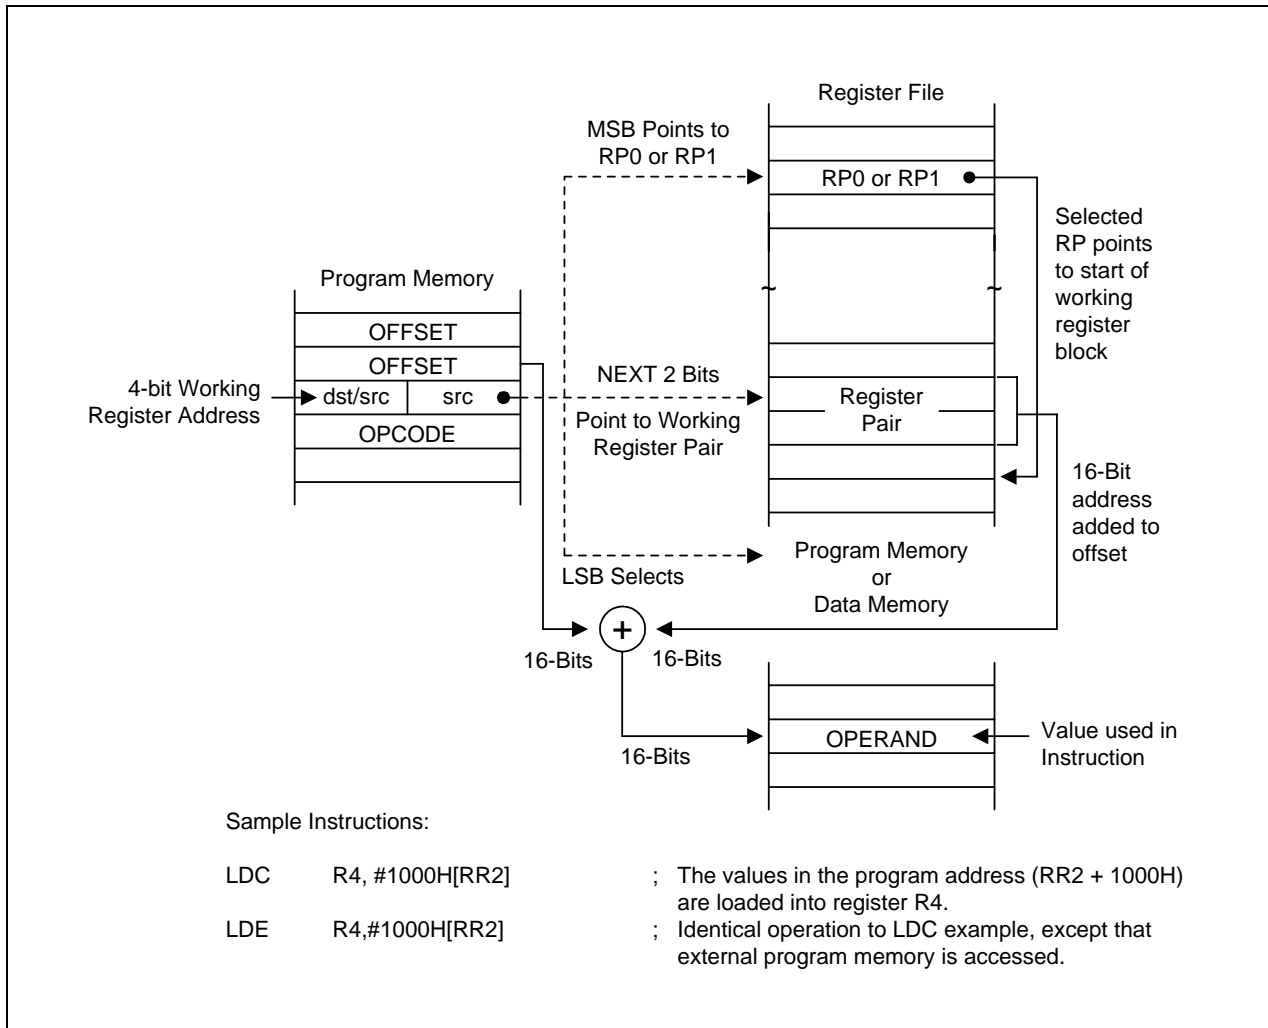 Register File
MSB Points to
RP0 or RP1
RP0 or RP1
Selected
RP points
to start of
working
register
block
~
~
Program Memory
OFFSET
OFFSET
4-bit Working
Register Address
dst/src
src
OPCODE
NEXT 2 Bits
Point to Working
Register Pair
Register
Pair
16-Bit
address
added to
offset
LSB Selects
Program Memory
or
Data Memory
+
16-Bits
16-Bits
16-Bits
OPERAND
Value used in
Instruction
Sample Instructions:
LDC R4, #1000H[RR2] ; The values in the program address (RR2 + 1000H)
are loaded into register R4.
LDE R4,#1000H[RR2] ; Identical operation to LDC example, except that
external program memory is accessed.